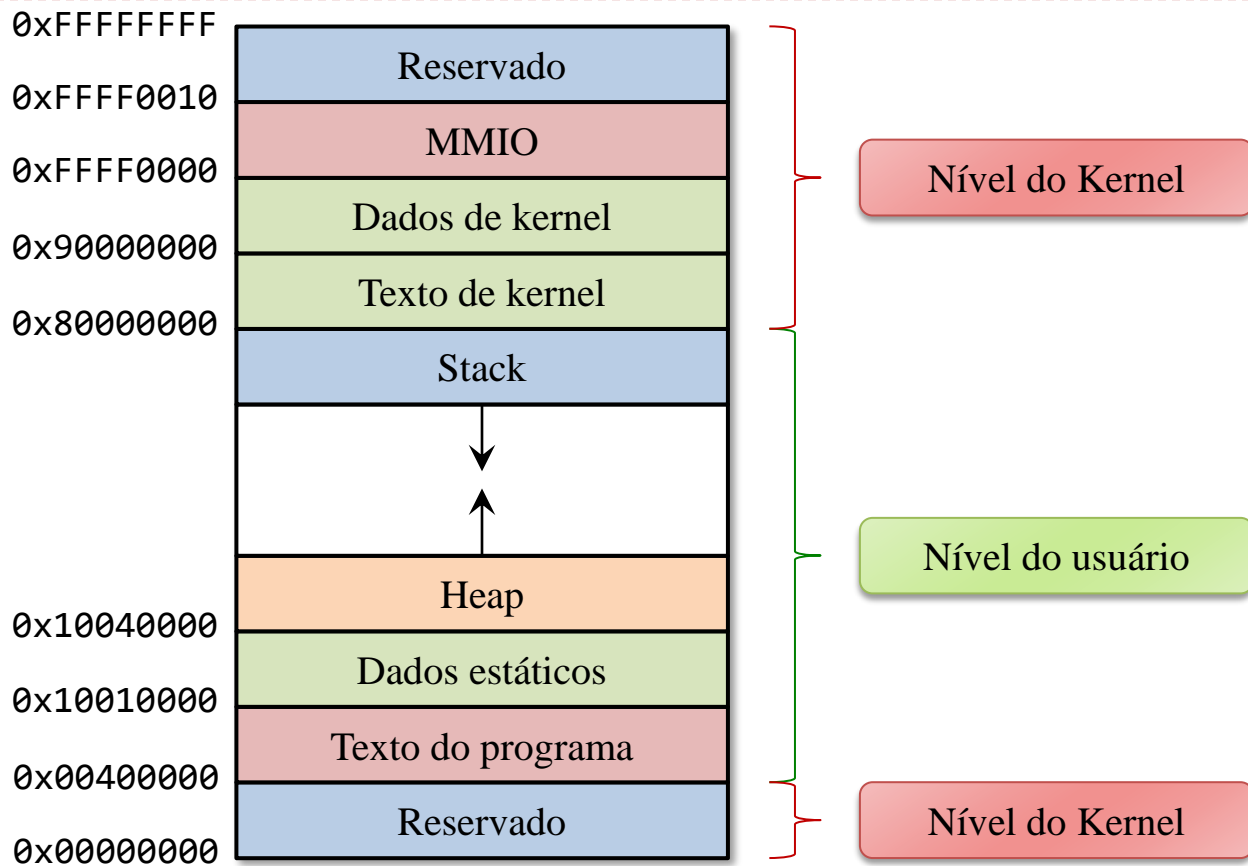 0xFFFFFFFF
Reservado
0xFFFF0010
MMIO
Nível do Kernel
0xFFFF0000
Dados de kernel
0x90000000
Texto de kernel
0x80000000
Stack
Nível do usuário
Heap
0x10040000
Dados estáticos
0x10010000
Texto do programa
0x00400000
Reservado
Nível do Kernel
0x00000000